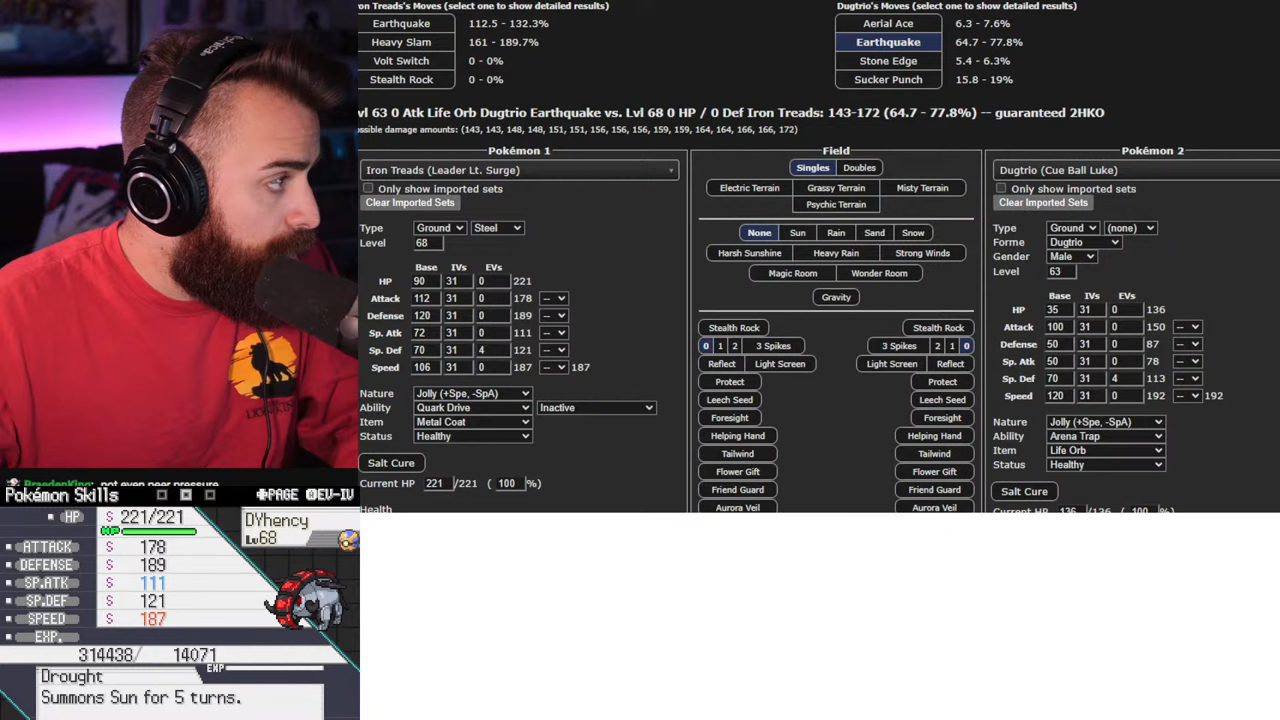 Iron Treads's Moves (select one to show detailed results)
Earthquake 112.5 - 132.3%
Heavy Slam 161 - 189.7%
Volt Switch 0 - 0%
Stealth Rock 0 - 0%
Dugtrio's Moves (select one to show detailed results)
Aerial Ace 6.3 - 7.6%
Earthquake 64.7 - 77.8%
Stone Edge 5.4 - 6.3%
Sucker Punch 15.8 - 19%
vl 63 0 Atk Life Orb Dugtrio Earthquake vs. Lvl 68 0 HP / 0 Def Iron Treads: 143-172 (64.7 - 77.8%) -- guaranteed 2HKO
ossible damage amounts: (143, 143, 148, 148, 151, 151, 156, 156, 156, 159, 159, 164, 164, 166, 166, 172)
Pokémon 1
Iron Treads (Leader Lt. Surge)
Only show imported sets
Clear Imported Sets
Type Ground Steel
Level 68
Base IVs EVs
HP 90 31 0 221
Attack 112 31 0 178 --
Defense 120 31 0 189 --
Sp. Atk 72 31 0 111 --
Sp. Def 70 31 4 121 --
Speed 106 31 0 187 -- 187
Nature Jolly (+Spe, -SpA)
Ability Quark Drive Inactive
Item Metal Coat
Status Healthy
Salt Cure
Current HP 221 /221 ( 100 %)
Health
Field
Singles Doubles
Electric Terrain Grassy Terrain Misty Terrain
Psychic Terrain
None Sun Rain Sand Snow
Harsh Sunshine Heavy Rain Strong Winds
Magic Room Wonder Room
Gravity
Stealth Rock Stealth Rock
0 1 2 3 Spikes 3 Spikes 2 1 0
Reflect Light Screen Light Screen Reflect
Protect Protect
Leech Seed Leech Seed
Foresight Foresight
Helping Hand Helping Hand
Tailwind Tailwind
Flower Gift Flower Gift
Friend Guard Friend Guard
Aurora Veil Aurora Veil
Pokémon 2
Dugtrio (Cue Ball Luke)
Only show imported sets
Clear Imported Sets
Type Ground (none)
Forme Dugtrio
Gender Male
Level 63
Base IVs EVs
HP 35 31 0 136
Attack 100 31 0 150 --
Defense 50 31 0 87 --
Sp. Atk 50 31 0 78 --
Sp. Def 70 31 4 113 --
Speed 120 31 0 192 -- 192
Nature Jolly (+Spe, -SpA)
Ability Arena Trap
Item Life Orb
Status Healthy
Salt Cure
Current HP 136 /136 ( 100 %)
BraedenKing: not even peer pressure
Pokémon Skills PAGE EV-IV
HP S 221/221
HP
DYhency
Lv68
ATTACK S 178
DEFENSE S 189
SP.ATK S 111
SP.DEF S 121
SPEED S 187
EXP.
314438/ 14071
EXP
Drought
Summons Sun for 5 turns.